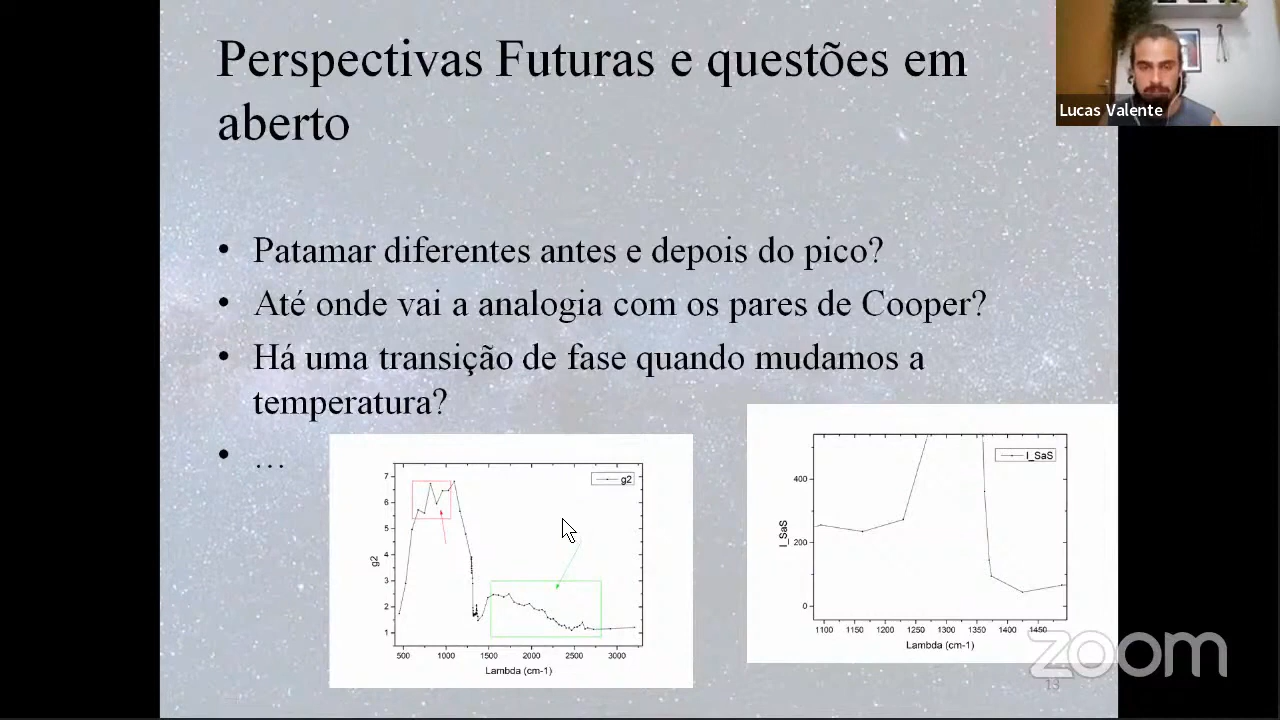 Perspectivas Futuras e questões em
aberto
Lucas Valente
• Patamar diferentes antes e depois do pico?
• Até onde vai a analogia com os pares de Cooper?
• Há uma transição de fase quando mudamos a
temperatura?
• …
g2
7
6
5
4
3
2
1
g2
500 1000 1500 2000 2500 3000
Lambda (cm-1)
I_SaS
400
200
0
I_SaS
1100 1150 1200 1250 1300 1350 1400 1450
Lambda (cm-1)
zoom
13